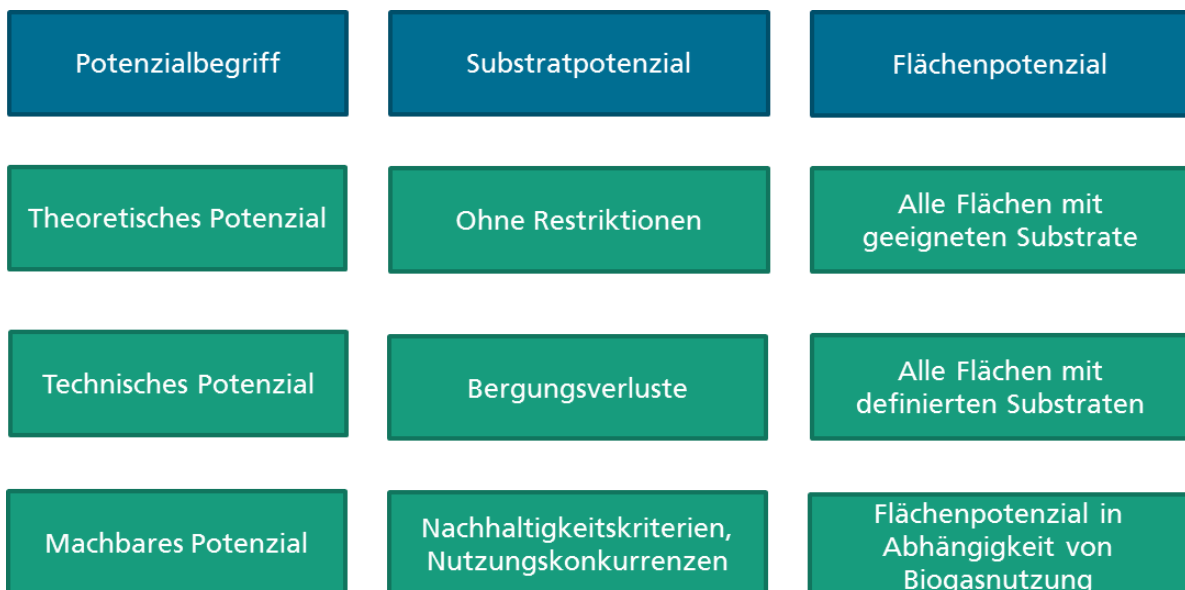 Potenzialbegriff
Substratpotenzial
Flächenpotenzial
Theoretisches Potenzial
Ohne Restriktionen
Alle Flächen mit
geeigneten Substrate
Technisches Potenzial
Bergungsverluste
Alle Flächen mit
definierten Substraten
Machbares Potenzial
Nachhaltigkeitskriterien,
Nutzungskonkurrenzen
Flächenpotenzial in
Abhängigkeit von
Biogasnutzung